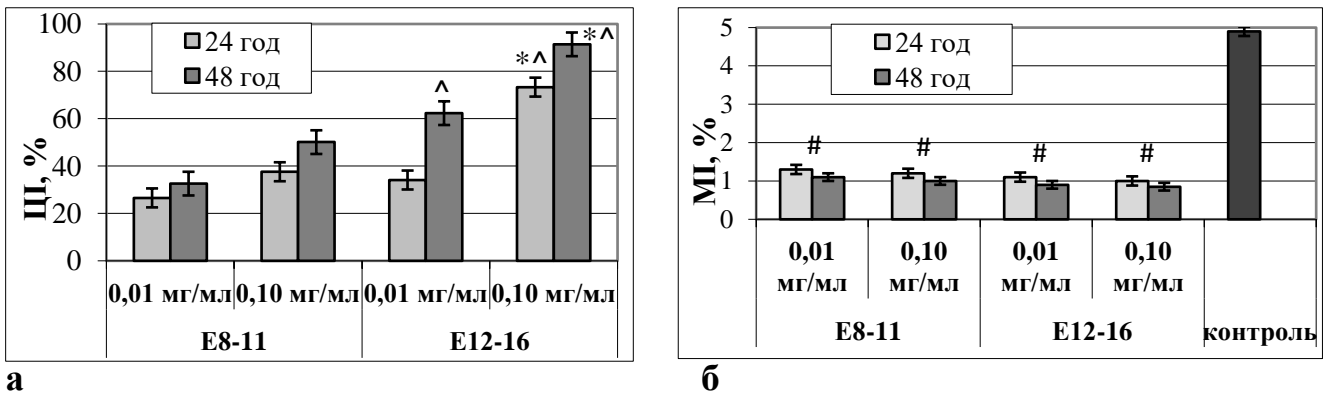 ЦІ, %
100
80
60
40
20
0
24 год
48 год
^
*^
*^
0,01 мг/мл 0,10 мг/мл 0,01 мг/мл 0,10 мг/мл
E8-11 E12-16
а
МІ, %
5
4
3
2
1
0
24 год
48 год
# # # #
0,01 0,10 0,01 0,10
мг/мл мг/мл мг/мл мг/мл
E8-11 E12-16 контроль
б